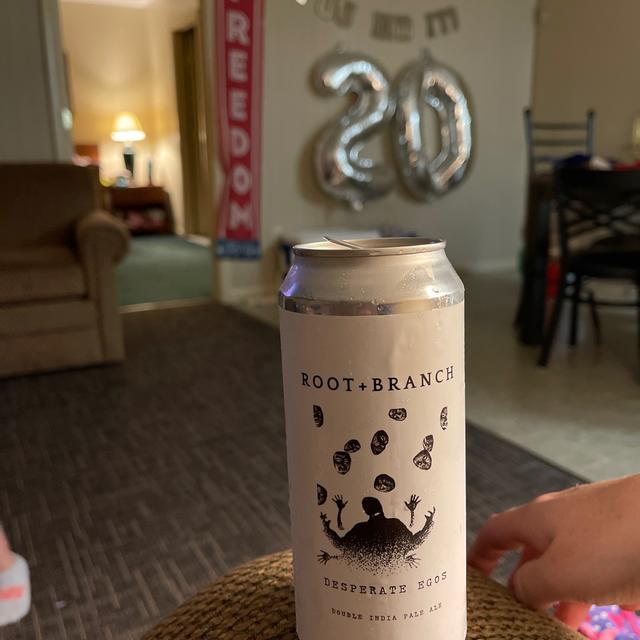 FREEDOM
20
ROOT+BRANCH
DESPERATE EGOS
DOUBLE INDIA PALE ALE